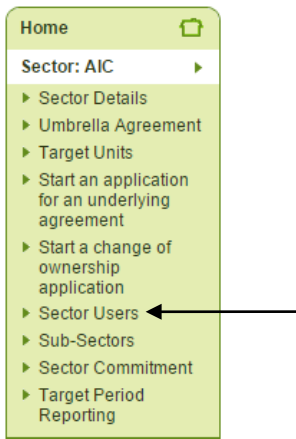 Home
Sector: AIC
Sector Details
Umbrella Agreement
Target Units
Start an application
for an underlying
agreement
Start a change of
ownership
application
Sector Users
Sub-Sectors
Sector Commitment
Target Period
Reporting